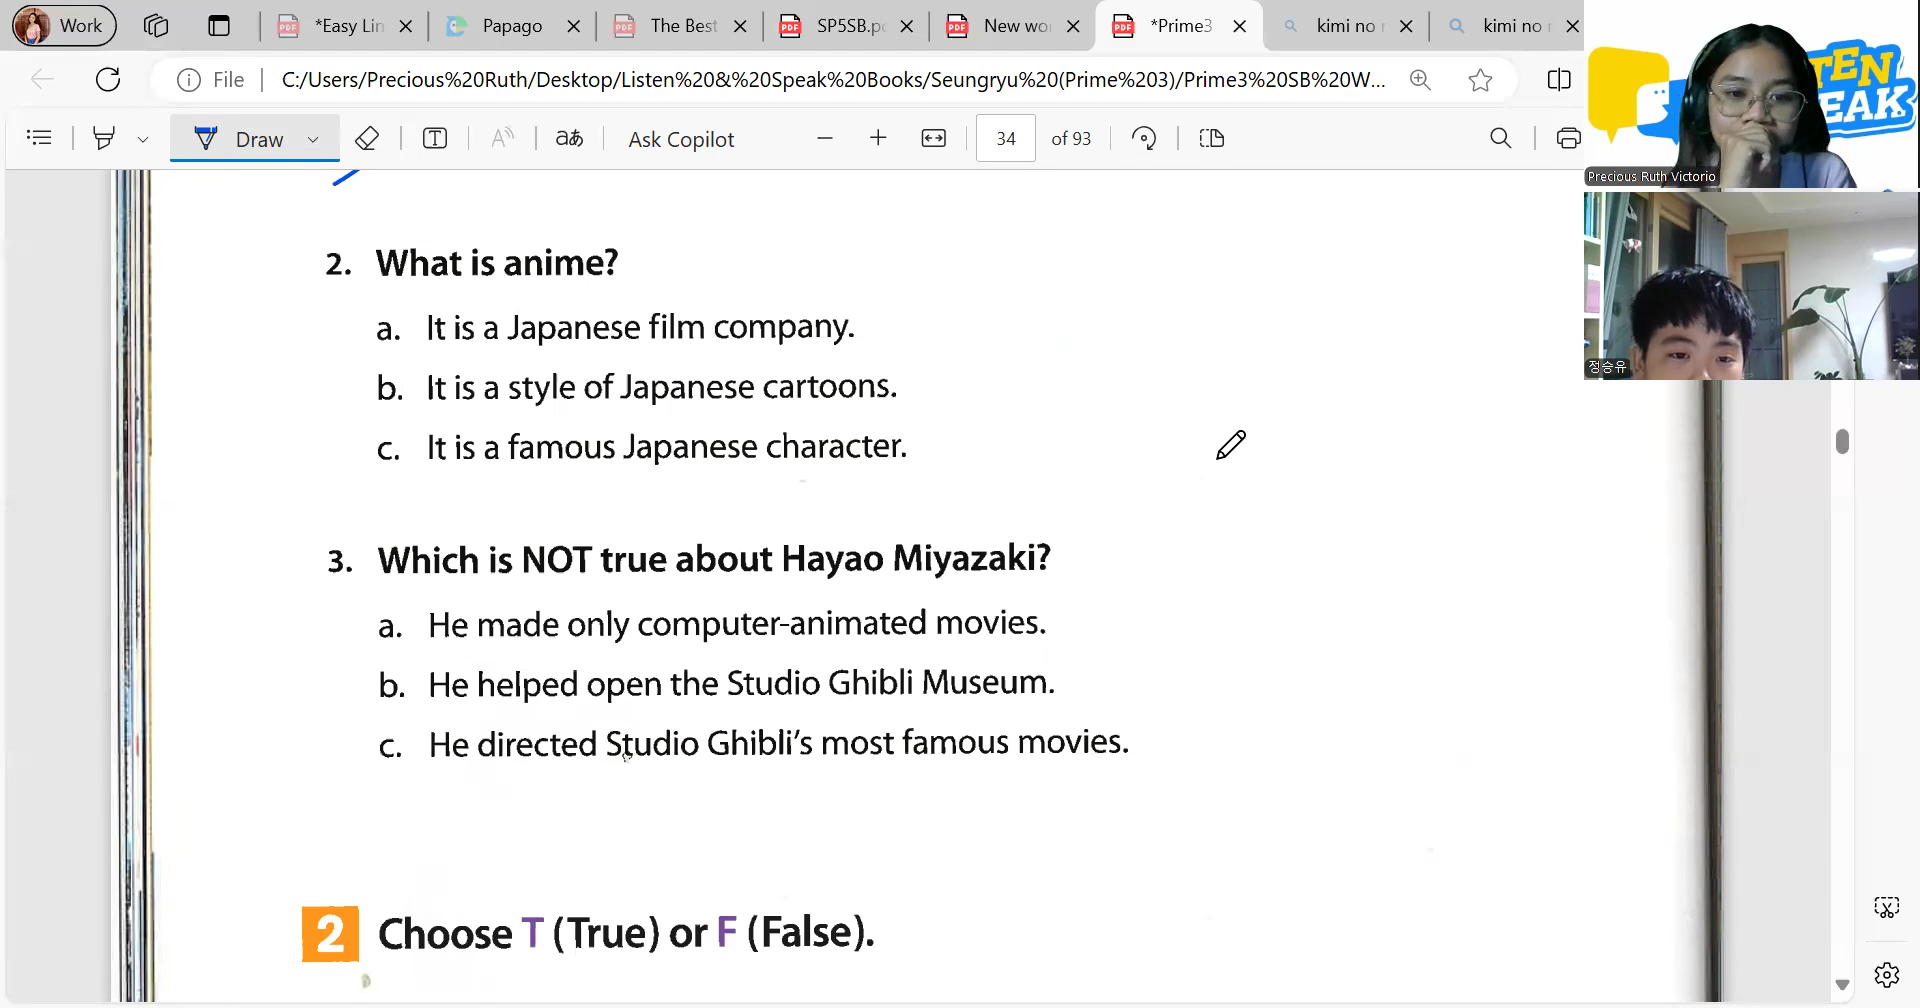 Work
*Easy Lin
Papago
The Best
SP5SB.p
New wo
*Prime3
kimi no
kimi no
File
C:/Users/Precious%20Ruth/Desktop/Listen%20&%20Speak%20Books/Seungryu%20(Prime%203)/Prime3%20SB%20W...
Draw
Ask Copilot
34
of 93
TEN
EAK
Precious Ruth Victorio
정승유
2. What is anime?
a. It is a Japanese film company.
b. It is a style of Japanese cartoons.
c. It is a famous Japanese character.
3. Which is NOT true about Hayao Miyazaki?
a. He made only computer-animated movies.
b. He helped open the Studio Ghibli Museum.
c. He directed Studio Ghibli's most famous movies.
2 Choose T (True) or F (False).